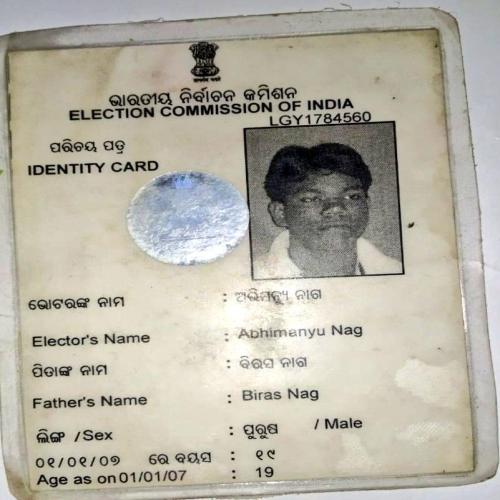 ଭାରତୀୟ ନିର୍ବାଚନ କମିଶନ
ELECTION COMMISSION OF INDIA
LGY1784560
ପରିଚୟ ପତ୍ର
IDENTITY CARD
ଭୋଟରଙ୍କ ନାମ : ଅଭିମନ୍ୟୁ ନାଗ
Elector's Name : Abhimanyu Nag
ପିତାଙ୍କ ନାମ : ବିରସ ନାଗ
Father's Name : Biras Nag
ଲିଙ୍ଗ /Sex : ପୁରୁଷ / Male
୦୧/୦୧/୦୭ ରେ ବୟସ : ୧୯
Age as on 01/01/07 : 19